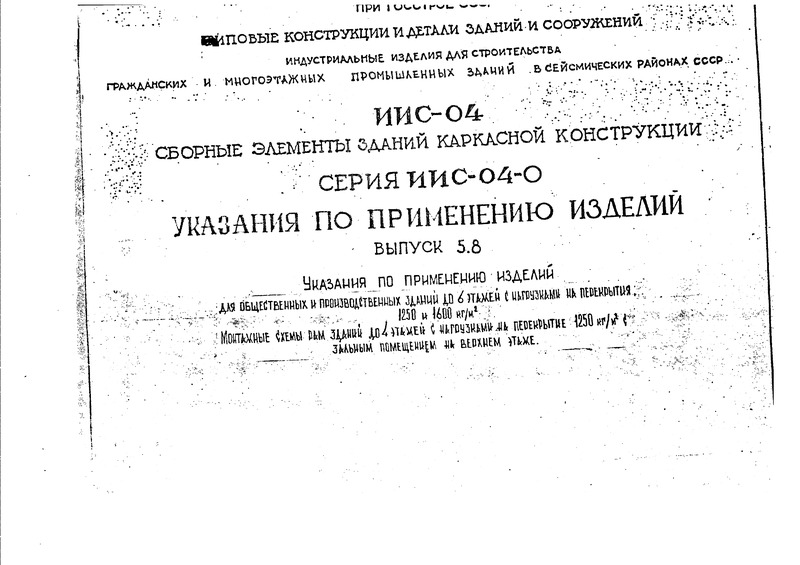 ПРИ ГОССТРОЕ СССР
ТИПОВЫЕ КОНСТРУКЦИИ И ДЕТАЛИ ЗДАНИЙ И СООРУЖЕНИЙ
ИНДУСТРИАЛЬНЫЕ ИЗДЕЛИЯ ДЛЯ СТРОИТЕЛЬСТВА
ГРАЖДАНСКИХ И МНОГОЭТАЖНЫХ ПРОМЫШЛЕННЫХ ЗДАНИЙ В СЕЙСМИЧЕСКИХ РАЙОНАХ СССР
ИИС-04
СБОРНЫЕ ЭЛЕМЕНТЫ ЗДАНИЙ КАРКАСНОЙ КОНСТРУКЦИИ
СЕРИЯ ИИС-04-0
УКАЗАНИЯ ПО ПРИМЕНЕНИЮ ИЗДЕЛИЙ
ВЫПУСК 5.8
УКАЗАНИЯ ПО ПРИМЕНЕНИЮ ИЗДЕЛИЙ
ДЛЯ ОБЩЕСТВЕННЫХ И ПРОИЗВОДСТВЕННЫХ ЗДАНИЙ ДО 6 ЭТАЖЕЙ С НАГРУЗКАМИ НА ПЕРЕКРЫТИЯ
1250 И 1600 КГ/М²
МОНТАЖНЫЕ СХЕМЫ РАМ ЗДАНИЙ ДО 4 ЭТАЖЕЙ С НАГРУЗКАМИ НА ПЕРЕКРЫТИЕ 1250 КГ/М² С
ЗАЛЬНЫМ ПОМЕЩЕНИЕМ НА ВЕРХНЕМ ЭТАЖЕ.